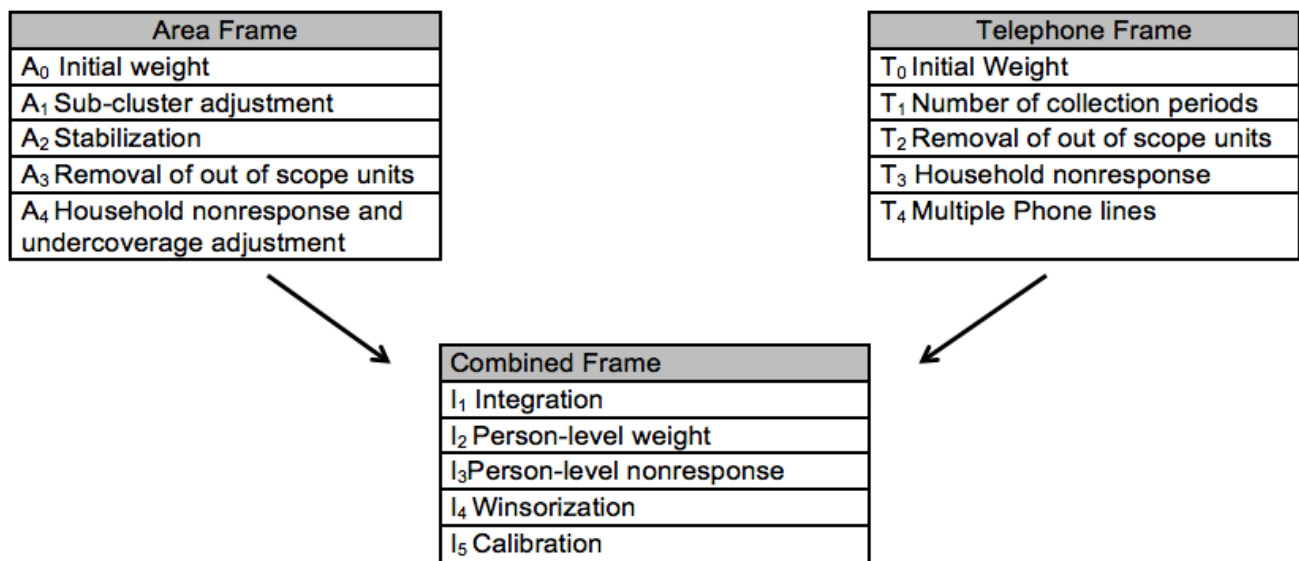 Area Frame
A₀ Initial weight
A₁ Sub-cluster adjustment
A₂ Stabilization
A₃ Removal of out of scope units
A₄ Household nonresponse and
undercoverage adjustment
Telephone Frame
T₀ Initial Weight
T₁ Number of collection periods
T₂ Removal of out of scope units
T₃ Household nonresponse
T₄ Multiple Phone lines
Combined Frame
I₁ Integration
I₂ Person-level weight
I₃Person-level nonresponse
I₄ Winsorization
I₅ Calibration